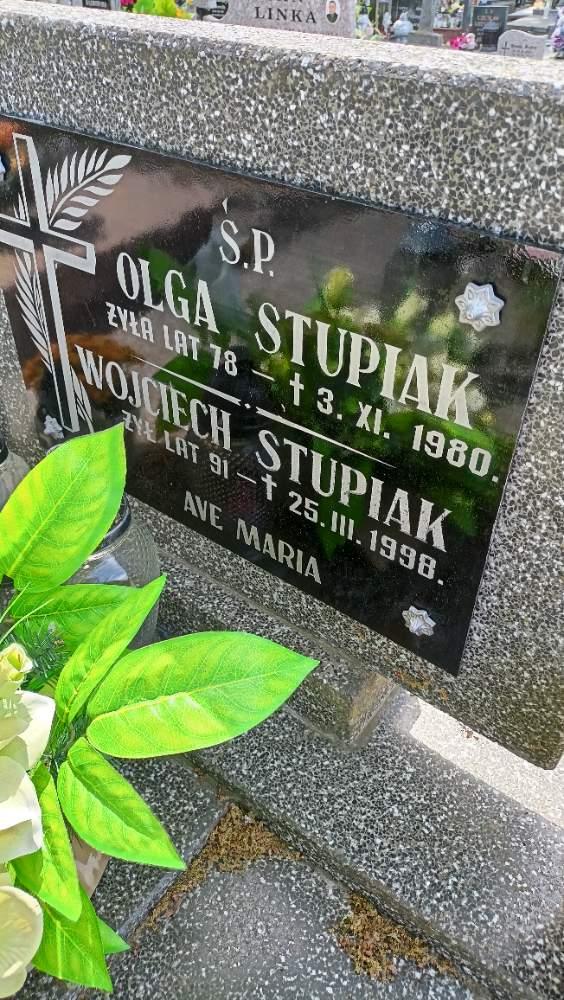 LINKA
Ś.P.
OLGA STUPIAK
ŻYŁA LAT 78 – † 3. XI. 1980.
WOJCIECH STUPIAK
ŻYŁ LAT 91 – † 25. III. 1998.
AVE MARIA